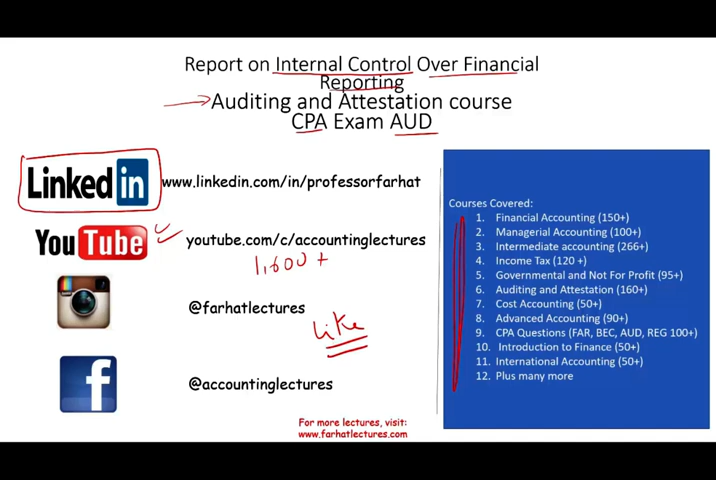 Report on Internal Control Over Financial
Reporting
Auditing and Attestation course
CPA Exam AUD
Linked in
www.linkedin.com/in/professorfarhat
YouTube
youtube.com/c/accountinglectures
1,600 +
@farhatlectures
like
f
@accountinglectures
For more lectures, visit:
www.farhatlectures.com
Courses Covered:
1. Financial Accounting (150+)
2. Managerial Accounting (100+)
3. Intermediate accounting (266+)
4. Income Tax (120 +)
5. Governmental and Not For Profit (95+)
6. Auditing and Attestation (160+)
7. Cost Accounting (50+)
8. Advanced Accounting (90+)
9. CPA Questions (FAR, BEC, AUD, REG 100+)
10. Introduction to Finance (50+)
11. International Accounting (50+)
12. Plus many more